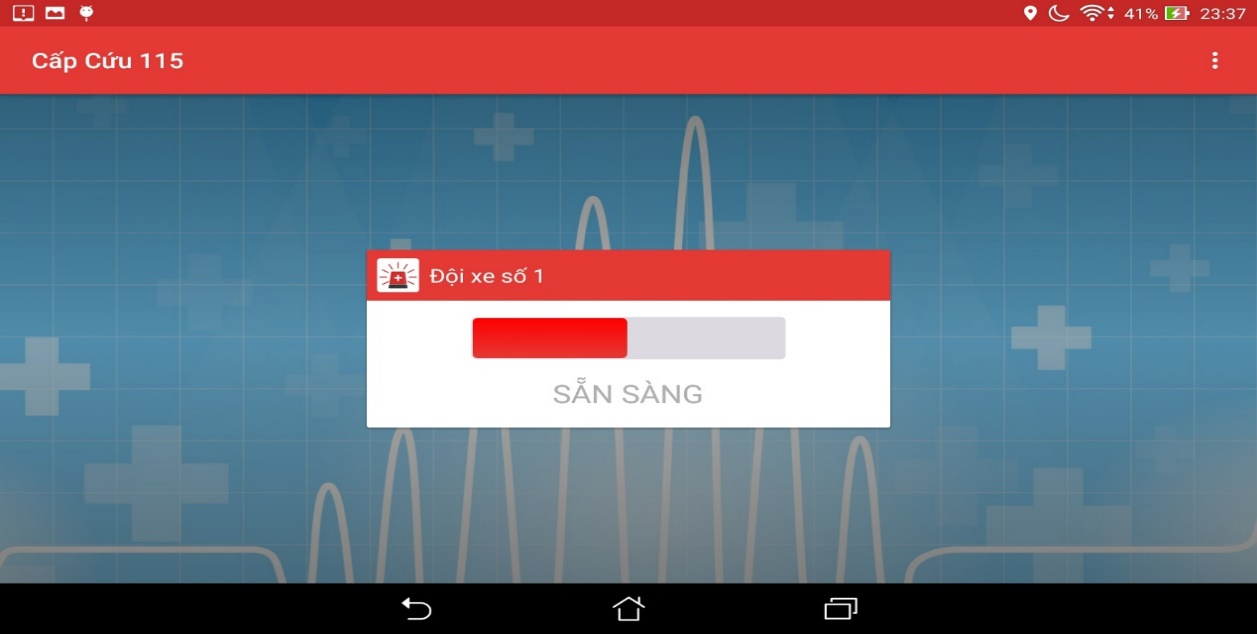 41% 23:37
Cấp Cứu 115
Đội xe số 1
SẴN SÀNG